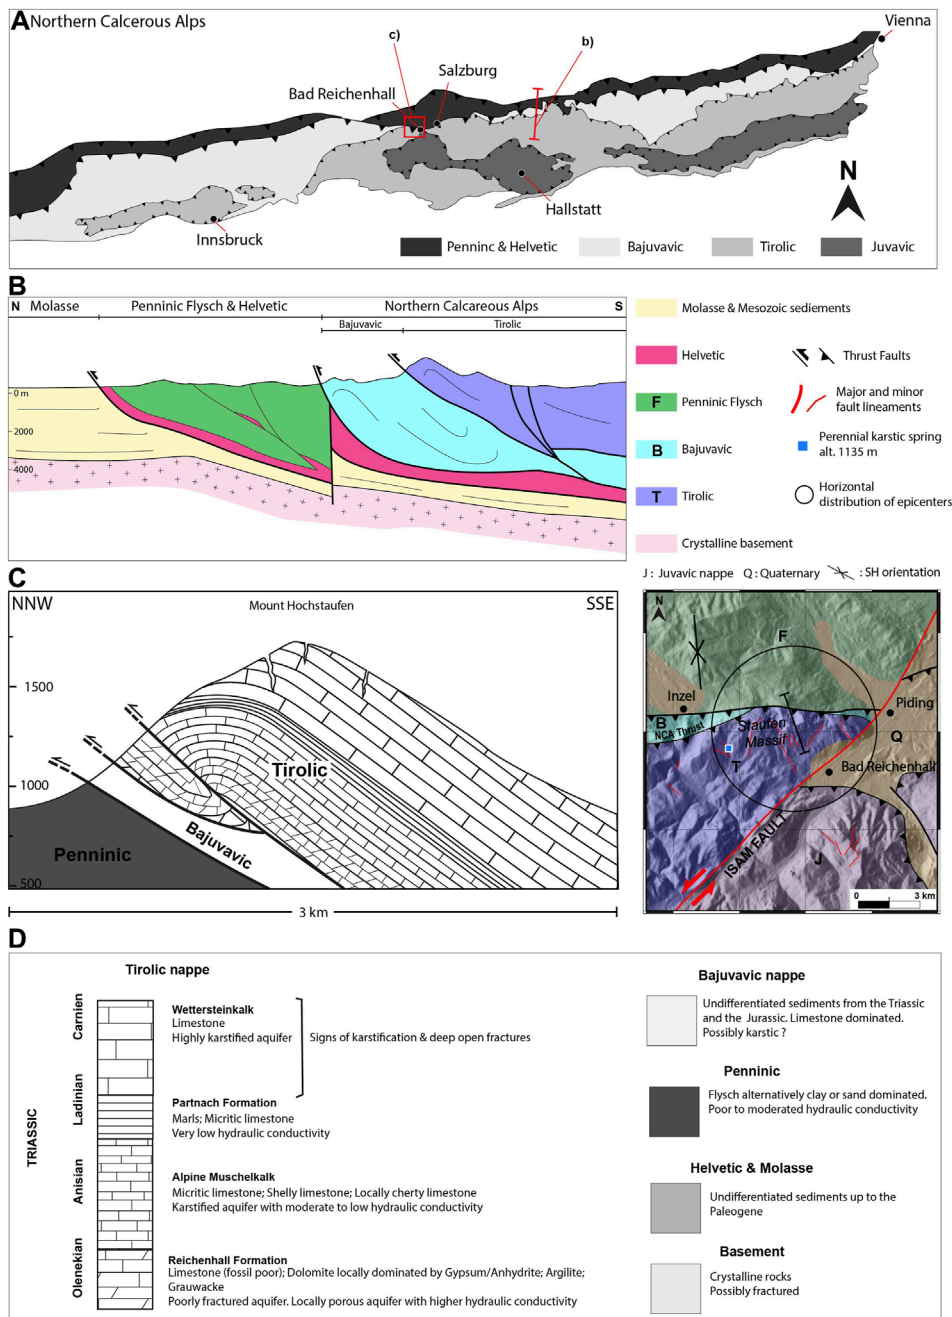 A Northern Calcerous Alps
Vienna
c)
b)
Salzburg
Bad Reichenhall
N
Hallstatt
Innsbruck
Penninc & Helvetic
Bajuvavic
Tirolic
Juvavic
B
N Molasse
Penninic Flysch & Helvetic
Northern Calcareous Alps
S
Bajuvavic
Tirolic
0 m
2000
4000
Molasse & Mesozoic sediements
Helvetic
F Penninic Flysch
B Bajuvavic
T Tirolic
Crystalline basement
Thrust Faults
Major and minor
fault lineaments
Perennial karstic spring
alt. 1135 m
Horizontal
distribution of epicenters
J : Juvavic nappe Q : Quaternary : SH orientation
C
NNW
Mount Hochstaufen
SSE
1500
1000
500
Tirolic
Bajuvavic
Penninic
3 km
N
F
Inzel
Piding
B
NCA Thrust
Staufen
Massif
Q
T
Bad Reichenhall
ISAM FAULT
J
0 3 km
D
Tirolic nappe
TRIASSIC
Carnien
Ladinian
Anisian
Olenekian
Wettersteinkalk
Limestone
Highly karstified aquifer
Signs of karstification & deep open fractures
Partnach Formation
Marls; Micritic limestone
Very low hydraulic conductivity
Alpine Muschelkalk
Micritic limestone; Shelly limestone; Locally cherty limestone
Karstified aquifer with moderate to low hydraulic conductivity
Reichenhall Formation
Limestone (fossil poor); Dolomite locally dominated by Gypsum/Anhydrite; Argilite;
Grauwacke
Poorly fractured aquifer. Locally porous aquifer with higher hydraulic conductivity
Bajuvavic nappe
Undifferentiated sediments from the Triassic
and the Jurassic. Limestone dominated.
Possibly karstic ?
Penninic
Flysch alternatively clay or sand dominated.
Poor to moderated hydraulic conductivity
Helvetic & Molasse
Undifferentiated sediments up to the
Paleogene
Basement
Crystalline rocks
Possibly fractured